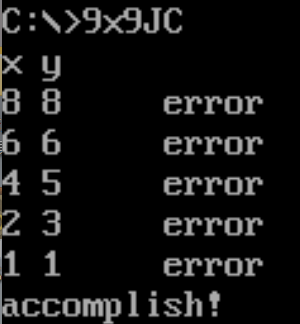 C:\>9x9JC
x y
8 8 error
6 6 error
4 5 error
2 3 error
1 1 error
accomplish!